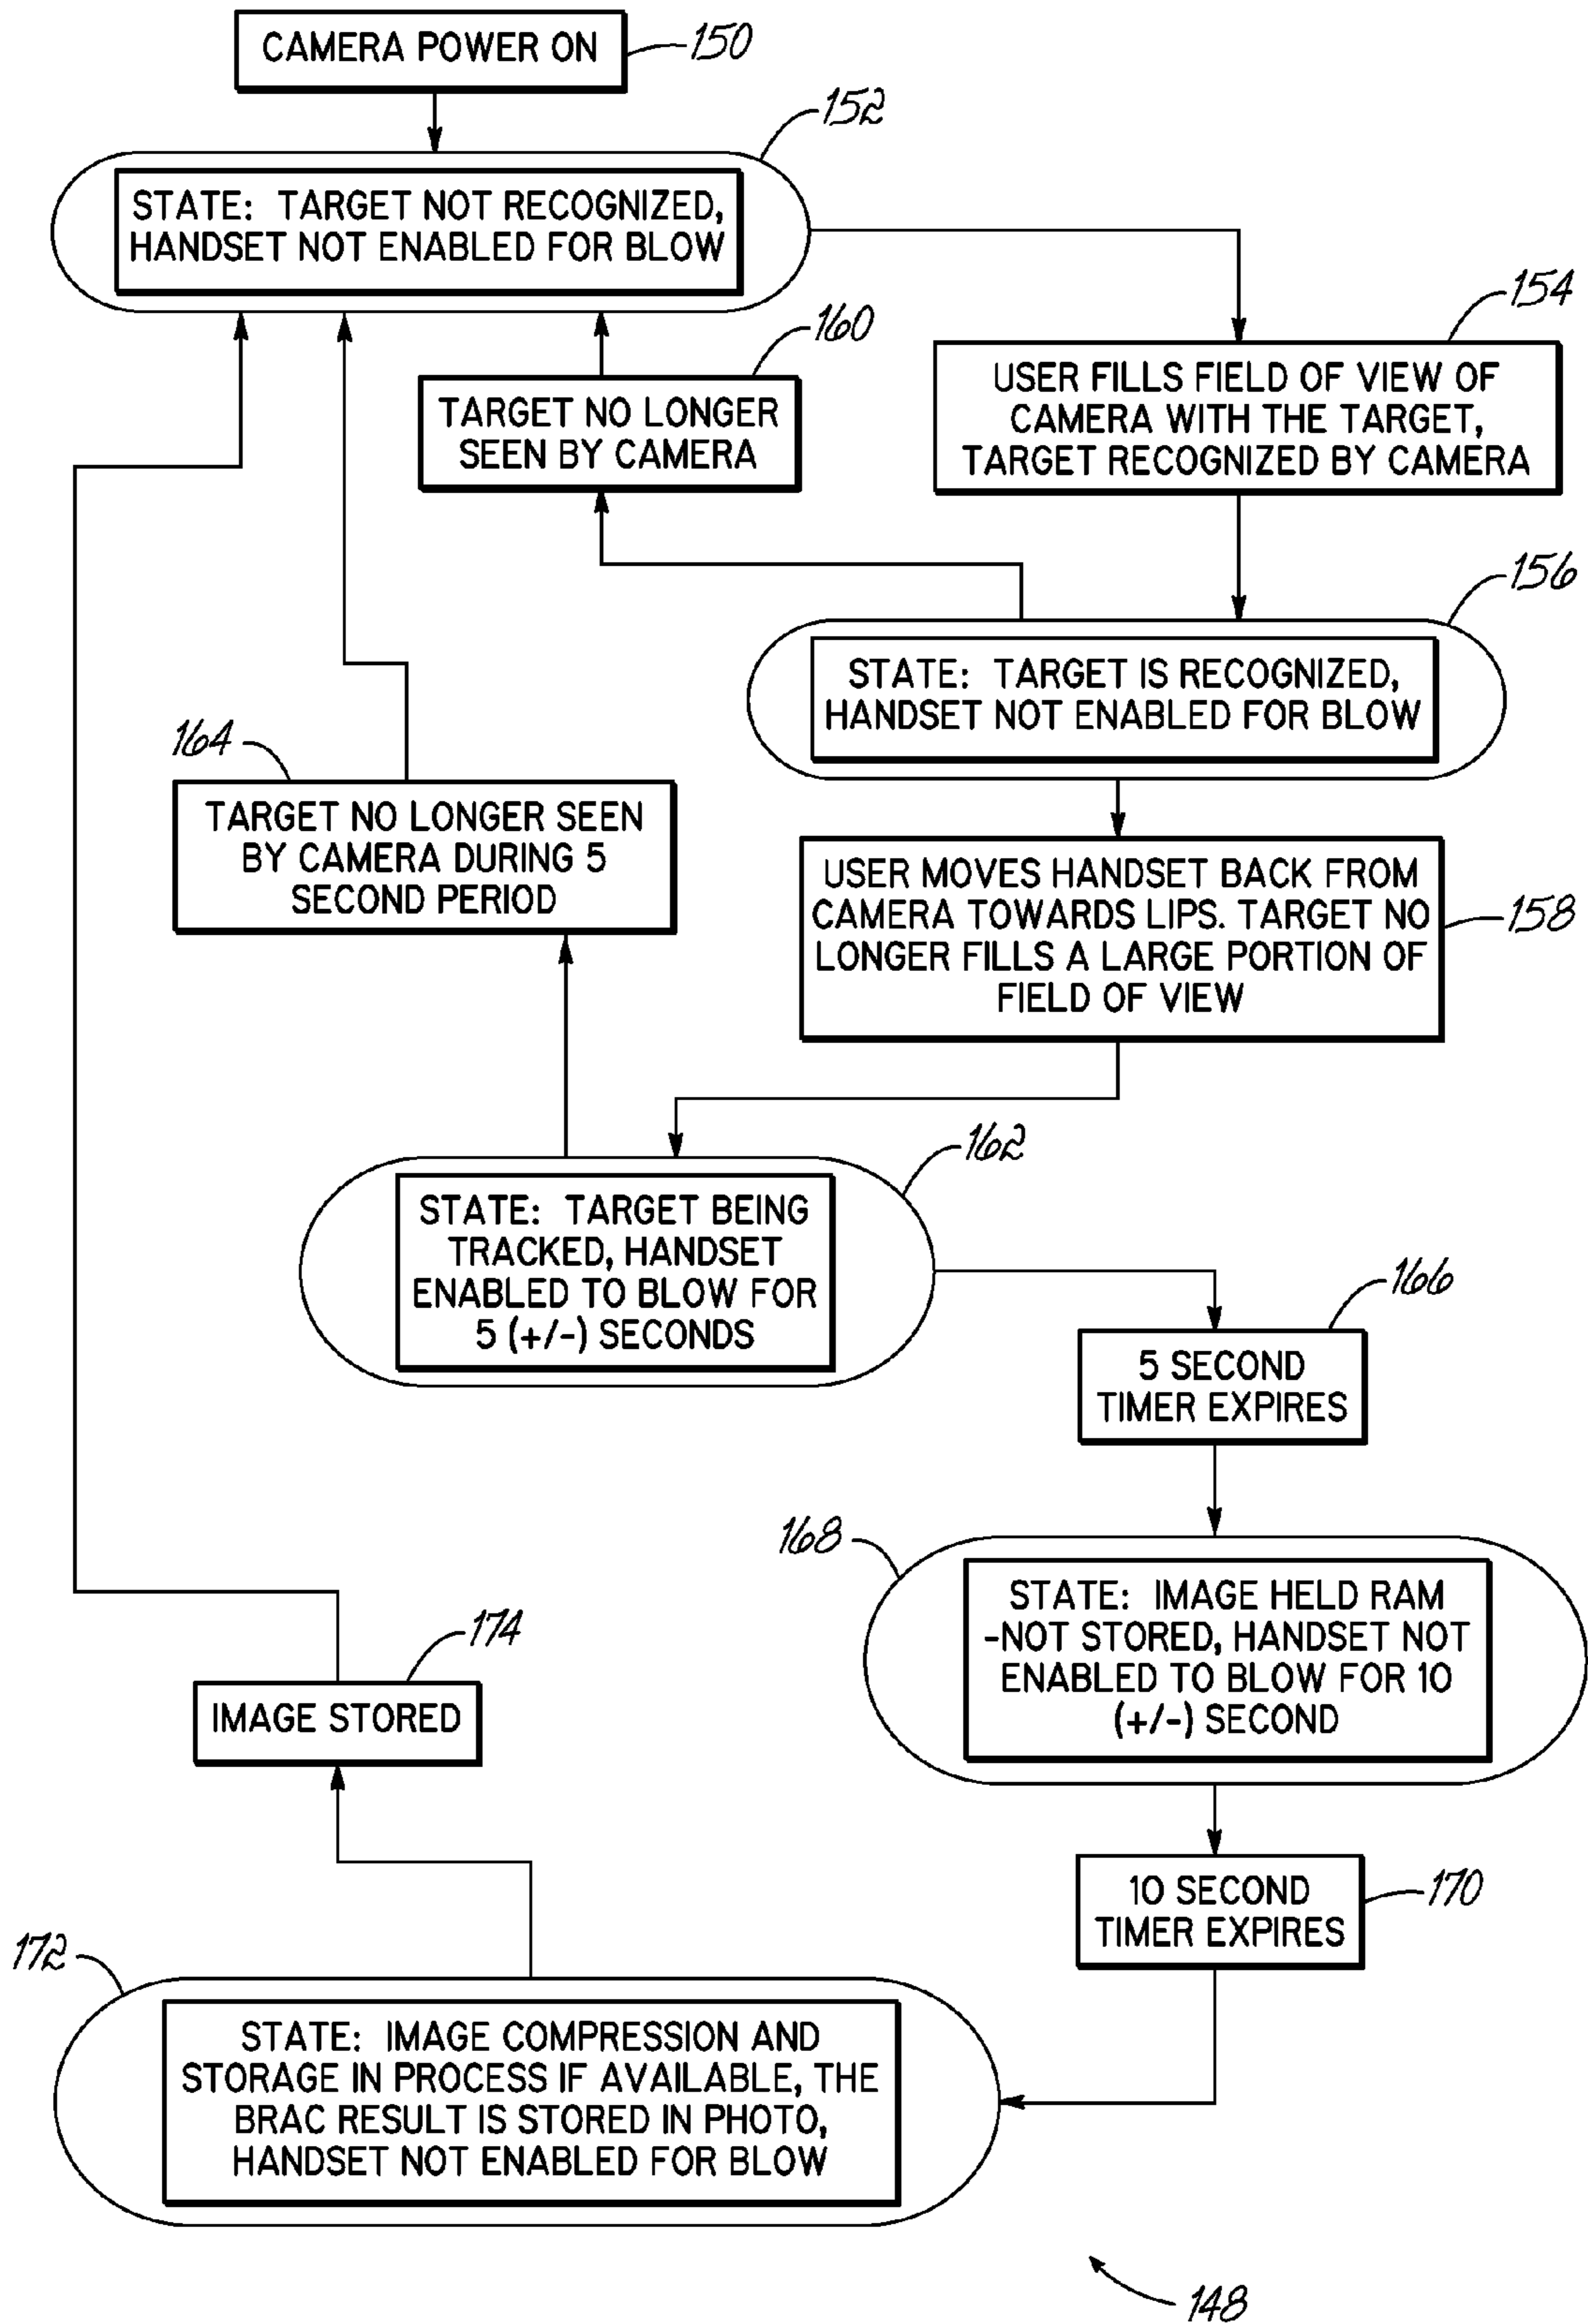 CAMERA POWER ON
150
152
STATE: TARGET NOT RECOGNIZED,
HANDSET NOT ENABLED FOR BLOW
154
USER FILLS FIELD OF VIEW OF
CAMERA WITH THE TARGET,
TARGET RECOGNIZED BY CAMERA
160
TARGET NO LONGER
SEEN BY CAMERA
156
STATE: TARGET IS RECOGNIZED,
HANDSET NOT ENABLED FOR BLOW
164
TARGET NO LONGER SEEN
BY CAMERA DURING 5
SECOND PERIOD
USER MOVES HANDSET BACK FROM
CAMERA TOWARDS LIPS. TARGET NO
LONGER FILLS A LARGE PORTION OF
FIELD OF VIEW
158
162
STATE: TARGET BEING
TRACKED, HANDSET
ENABLED TO BLOW FOR
5 (+/-) SECONDS
166
5 SECOND
TIMER EXPIRES
168
STATE: IMAGE HELD RAM
-NOT STORED, HANDSET NOT
ENABLED TO BLOW FOR 10
(+/-) SECOND
174
IMAGE STORED
10 SECOND
TIMER EXPIRES
170
172
STATE: IMAGE COMPRESSION AND
STORAGE IN PROCESS IF AVAILABLE, THE
BRAC RESULT IS STORED IN PHOTO,
HANDSET NOT ENABLED FOR BLOW
148